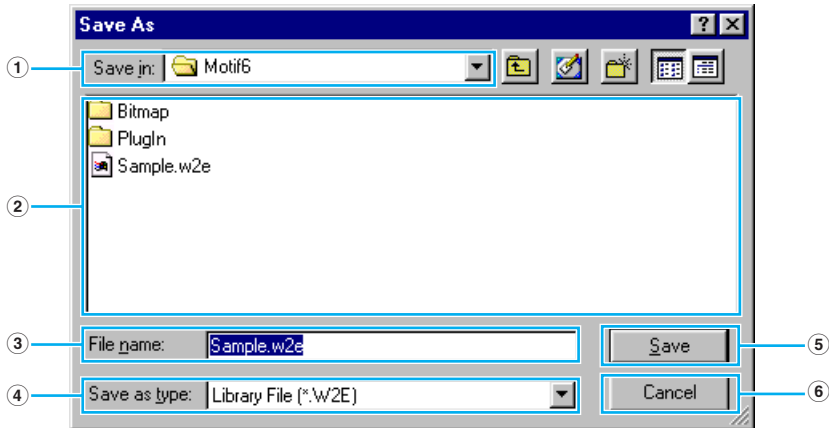 Save As
① Save in: Motif6
Bitmap
PlugIn
Sample.w2e
②
③ File name: Sample.w2e Save ⑤
④ Save as type: Library File (*.W2E) Cancel ⑥